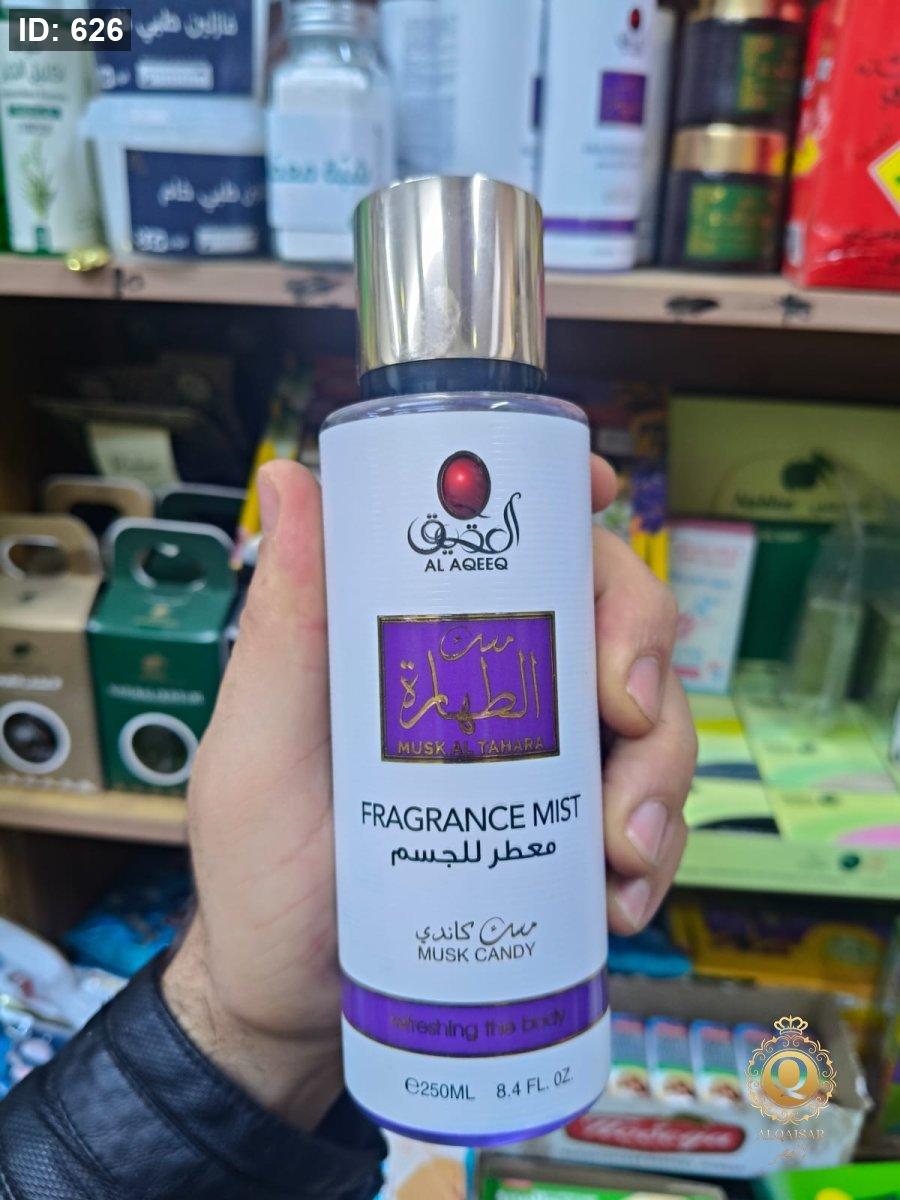 ID: 626
العقيق
AL AQEEQ
مسك
الطهارة
MUSK AL TAHARA
FRAGRANCE MIST
معطر للجسم
مسك كاندي
MUSK CANDY
refreshing the body
℮250ML 8.4 FL. OZ.
Q
ALQAISAR